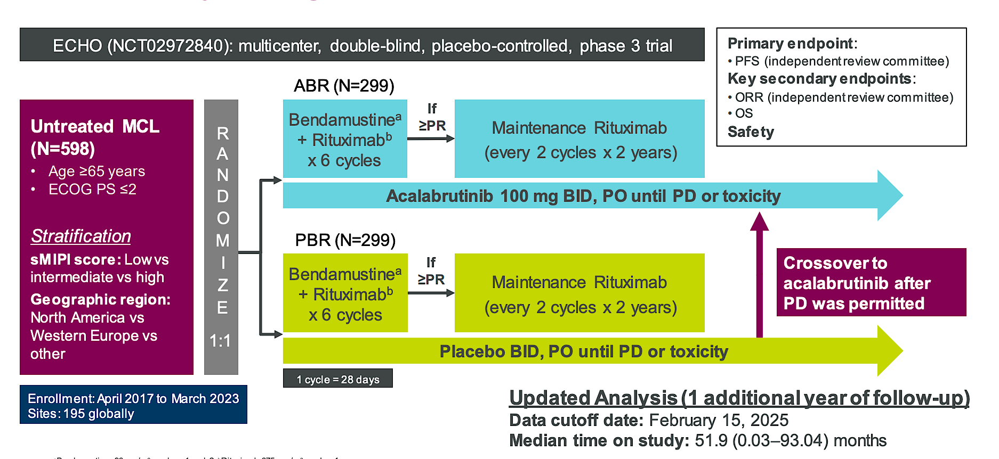 ECHO (NCT02972840): multicenter, double-blind, placebo-controlled, phase 3 trial
Primary endpoint:
• PFS (independent review committee)
Key secondary endpoints:
• ORR (independent review committee)
• OS
Safety
Untreated MCL
(N=598)
• Age ≥65 years
• ECOG PS ≤2
Stratification
sMIPI score: Low vs
intermediate vs high
Geographic region:
North America vs
Western Europe vs
other
RANDOMIZE
1:1
ABR (N=299)
Bendamustineᵃ
+ Rituximabᵇ
x 6 cycles
If
≥PR
Maintenance Rituximab
(every 2 cycles x 2 years)
Acalabrutinib 100 mg BID, PO until PD or toxicity
PBR (N=299)
Bendamustineᵃ
+ Rituximabᵇ
x 6 cycles
If
≥PR
Maintenance Rituximab
(every 2 cycles x 2 years)
Placebo BID, PO until PD or toxicity
Crossover to
acalabrutinib after
PD was permitted
1 cycle = 28 days
Enrollment: April 2017 to March 2023
Sites: 195 globally
Updated Analysis (1 additional year of follow-up)
Data cutoff date: February 15, 2025
Median time on study: 51.9 (0.03–93.04) months